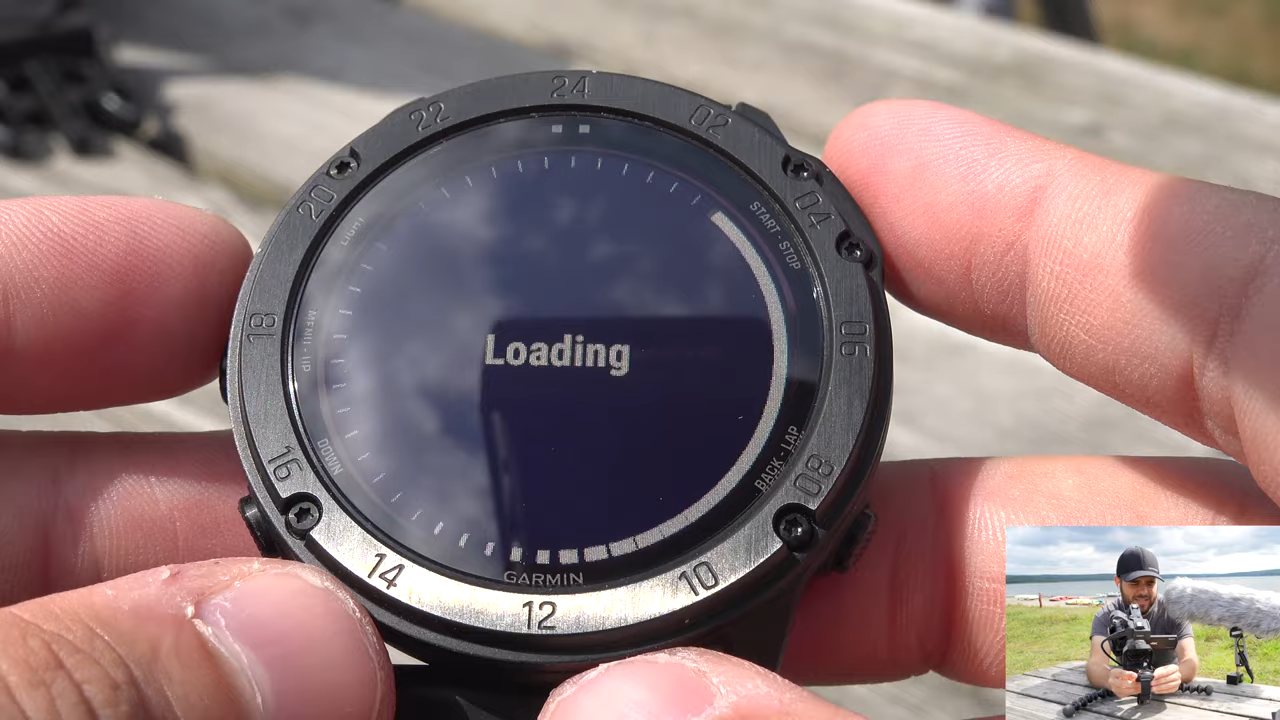 24
22
02
20
04
LIGHT
START - STOP
18
MENU - UP
06
Loading
16
DOWN
BACK - LAP
08
14
GARMIN
10
12